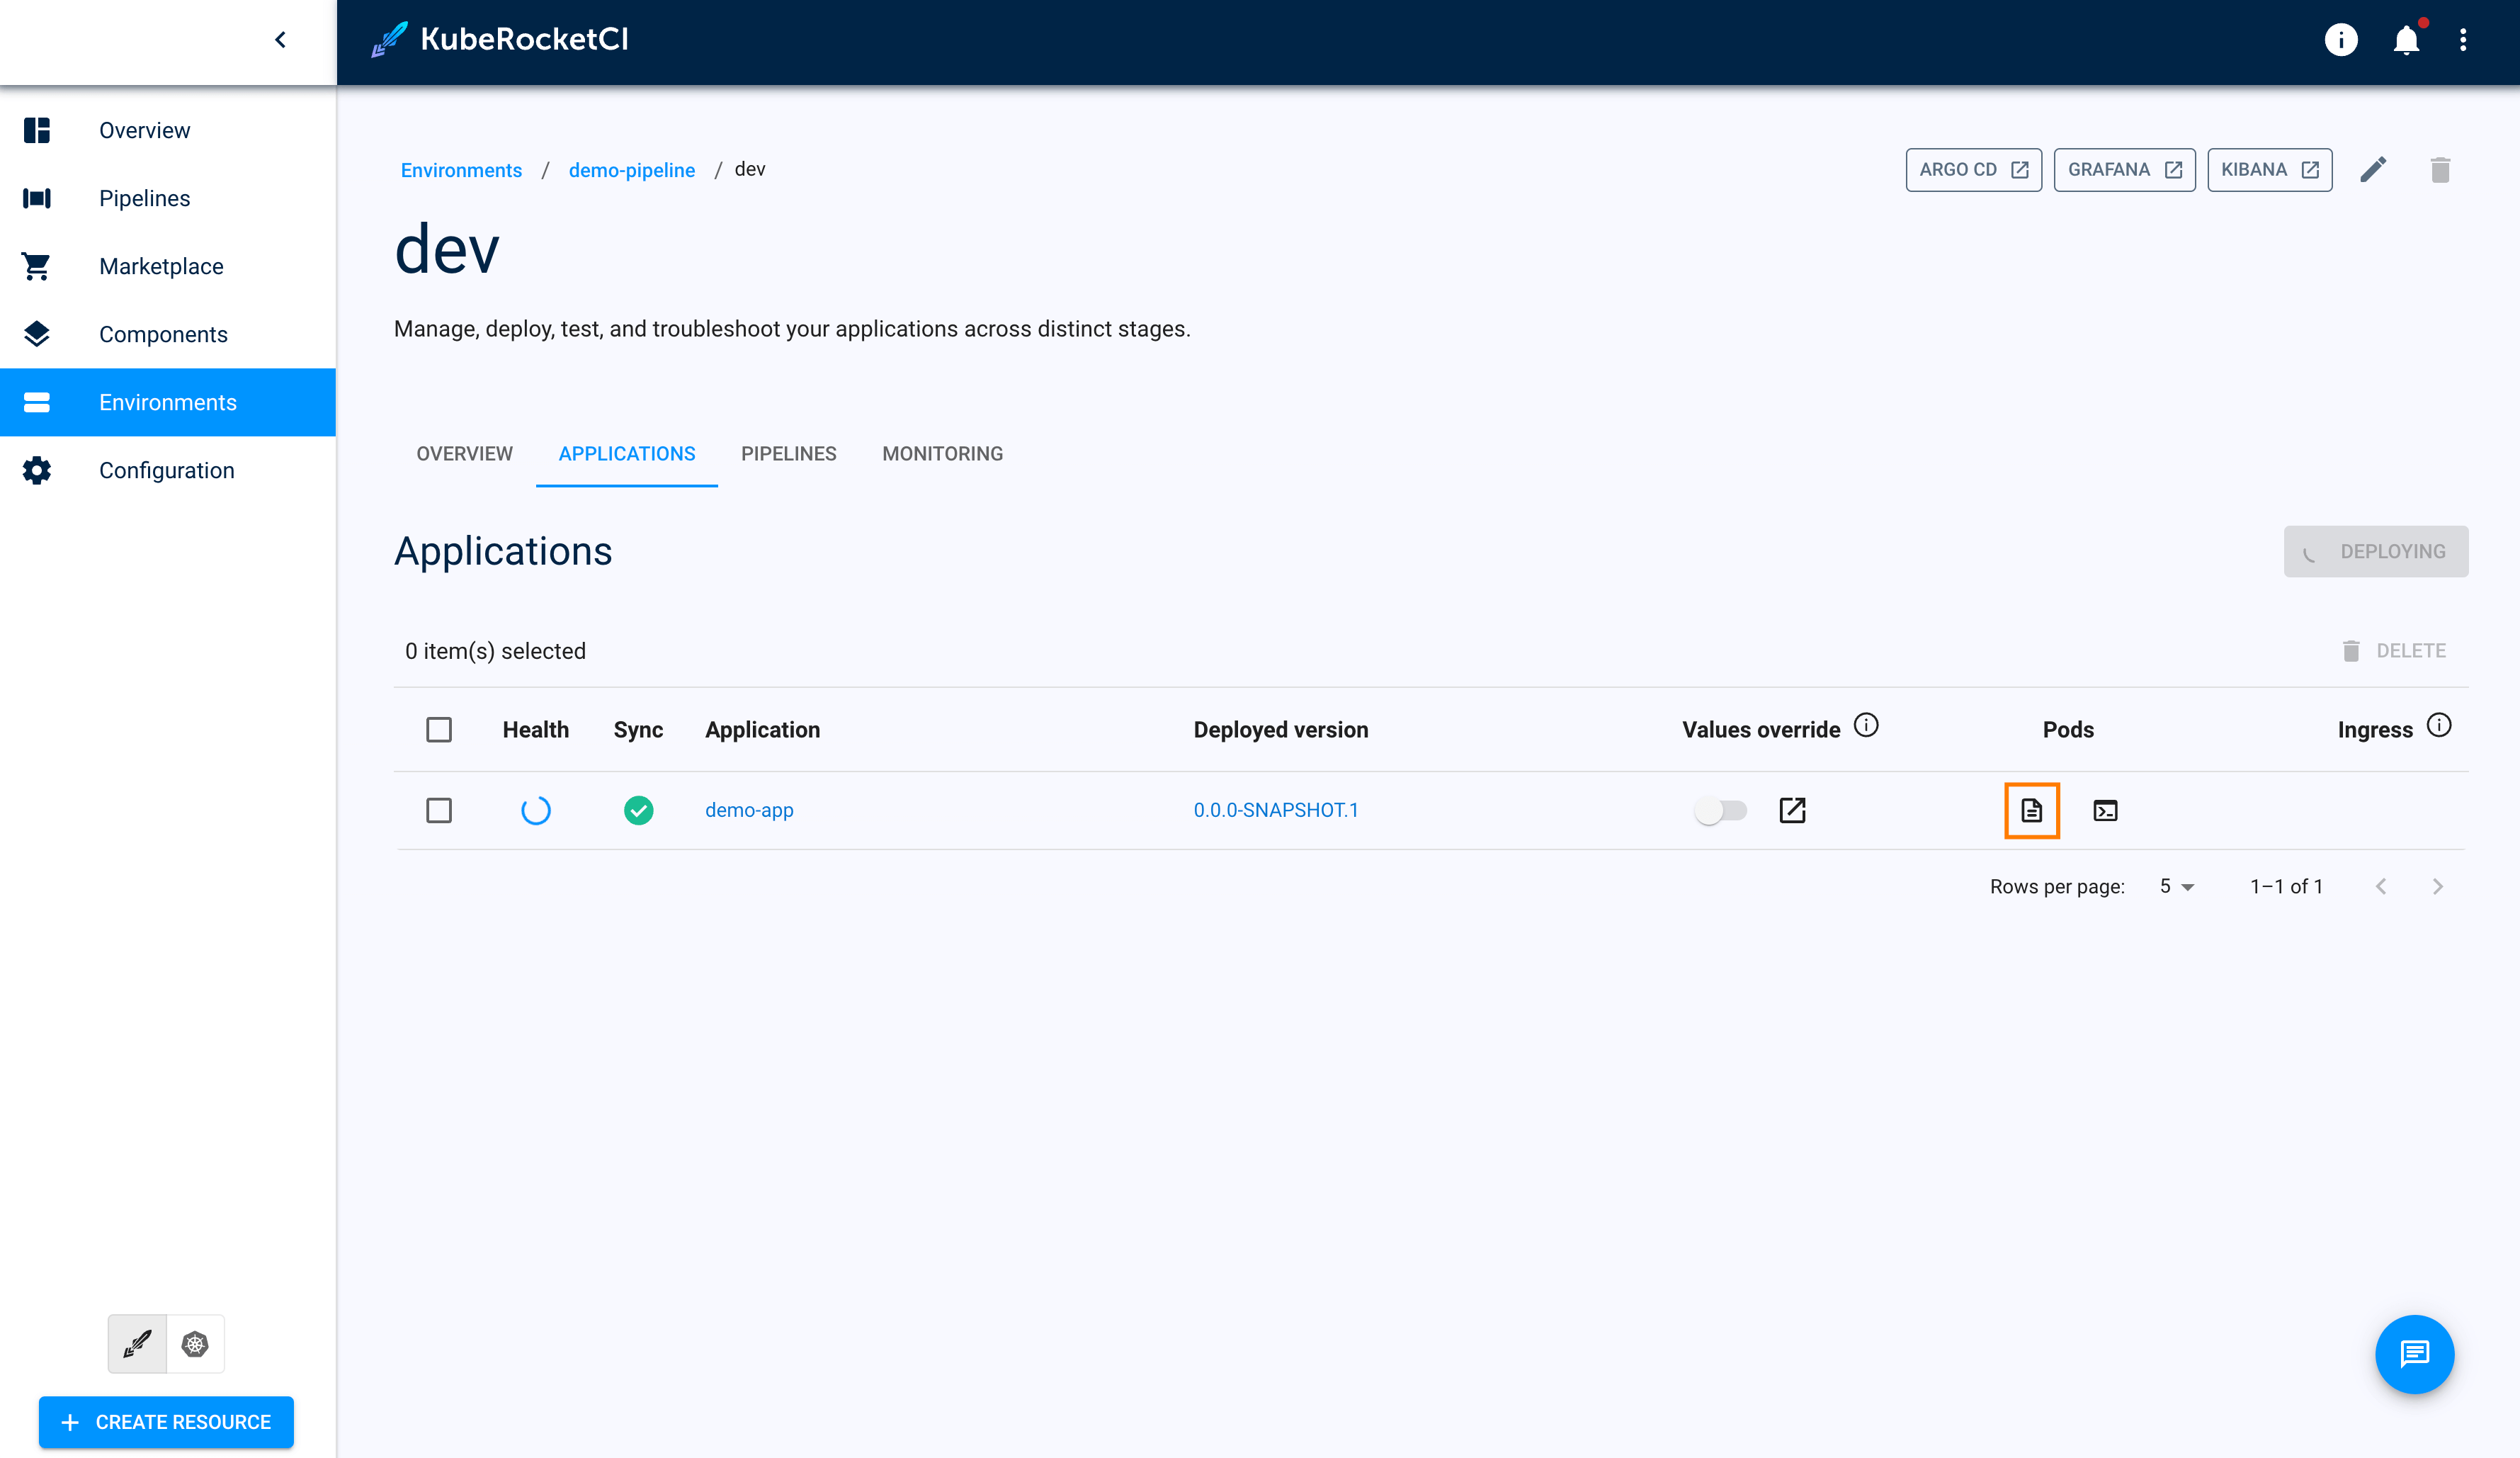 KubeRocketCI
Overview
Pipelines
Marketplace
Components
Environments
Configuration
CREATE RESOURCE
Environments / demo-pipeline / dev
ARGO CD
GRAFANA
KIBANA
dev
Manage, deploy, test, and troubleshoot your applications across distinct stages.
OVERVIEW
APPLICATIONS
PIPELINES
MONITORING
Applications
DEPLOYING
0 item(s) selected
DELETE
Health Sync Application Deployed version Values override Pods Ingress
demo-app 0.0.0-SNAPSHOT.1
Rows per page: 5 1–1 of 1